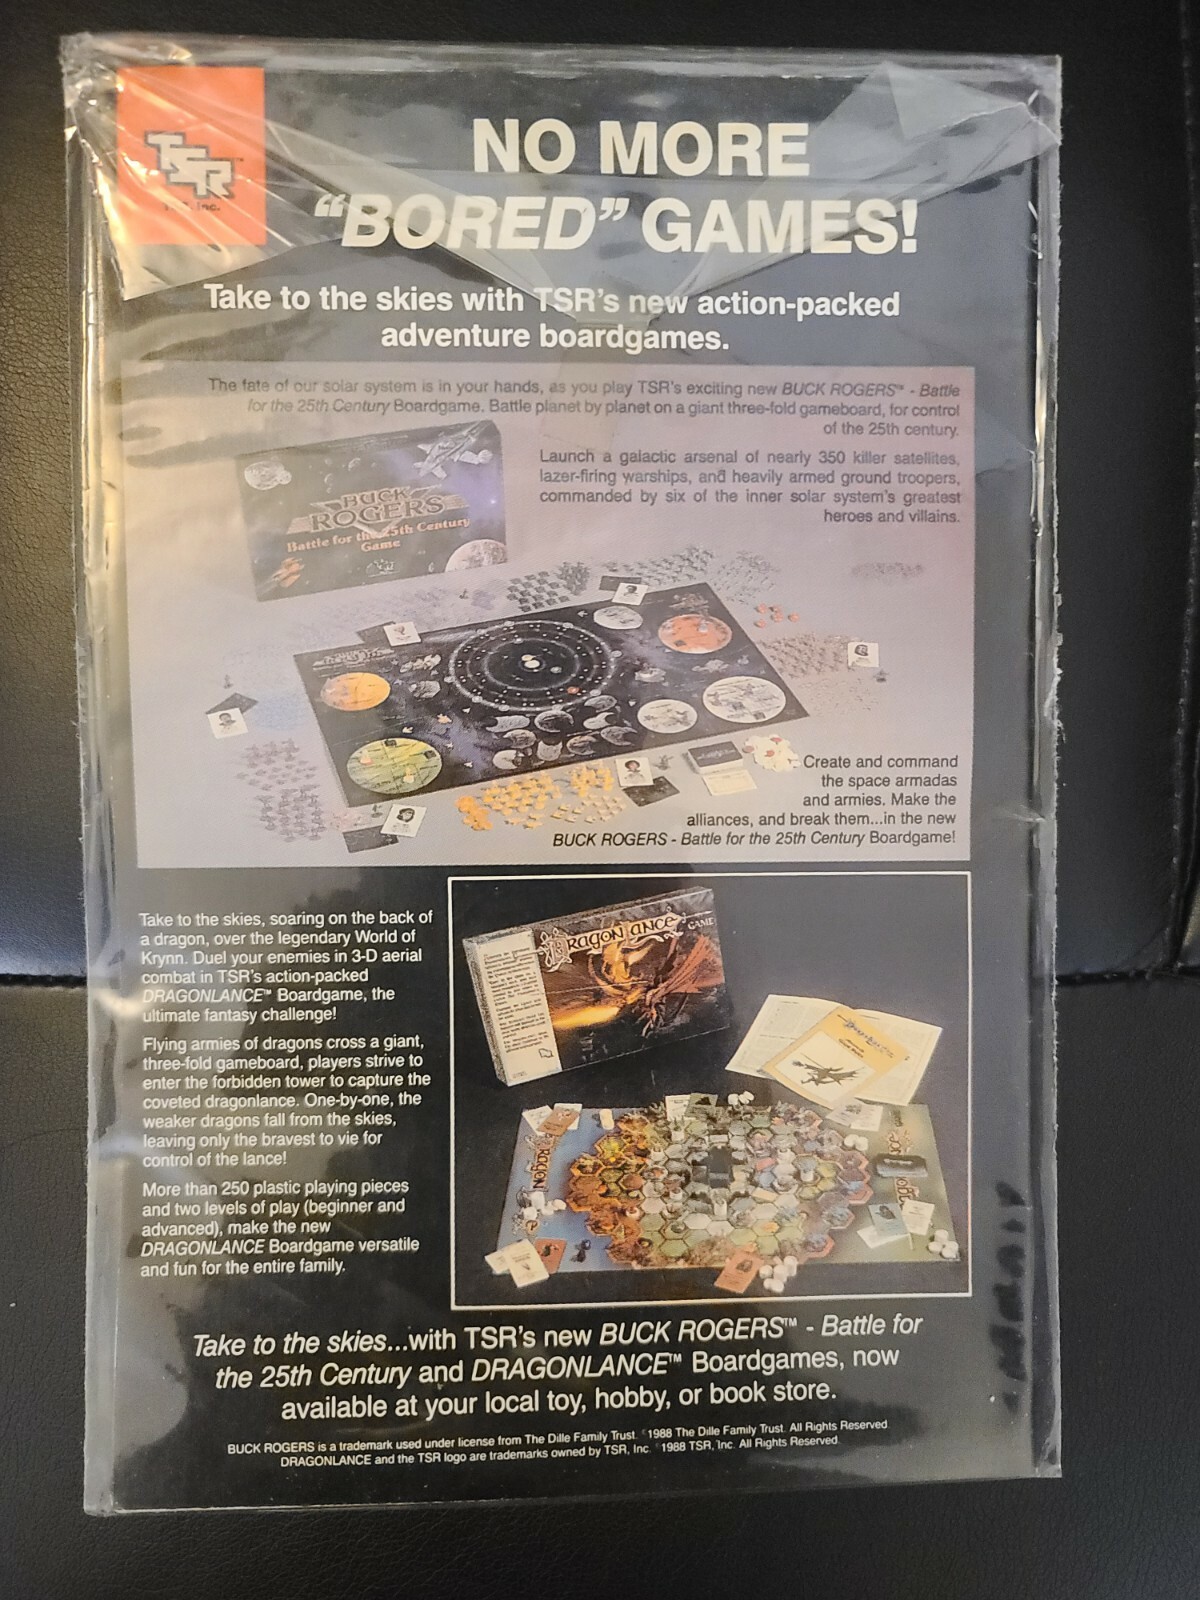 TSR
NO MORE
"BORED" GAMES!
Take to the skies with TSR's new action-packed
adventure boardgames.
The fate of our solar system is in your hands, as you play TSR's exciting new BUCK ROGERS™ - Battle
for the 25th Century Boardgame. Battle planet by planet on a giant three-fold gameboard, for control
of the 25th century.
Launch a galactic arsenal of nearly 350 killer satellites,
lazer-firing warships, and heavily armed ground troopers,
commanded by six of the inner solar system's greatest
heroes and villains.
BUCK
ROGERS
Battle for the 25th Century
Game
Create and command
the space armadas
and armies. Make the
alliances, and break them...in the new
BUCK ROGERS - Battle for the 25th Century Boardgame!
Take to the skies, soaring on the back of
a dragon, over the legendary World of
Krynn. Duel your enemies in 3-D aerial
combat in TSR's action-packed
DRAGONLANCE™ Boardgame, the
ultimate fantasy challenge!
Flying armies of dragons cross a giant,
three-fold gameboard, players strive to
enter the forbidden tower to capture the
coveted dragonlance. One-by-one, the
weaker dragons fall from the skies,
leaving only the bravest to vie for
control of the lance!
More than 250 plastic playing pieces
and two levels of play (beginner and
advanced), make the new
DRAGONLANCE Boardgame versatile
and fun for the entire family.
DragonLance GAME
Take to the skies...with TSR's new BUCK ROGERS™ - Battle for
the 25th Century and DRAGONLANCE™ Boardgames, now
available at your local toy, hobby, or book store.
BUCK ROGERS is a trademark used under license from The Dille Family Trust. ©1988 The Dille Family Trust. All Rights Reserved.
DRAGONLANCE and the TSR logo are trademarks owned by TSR, Inc. ©1988 TSR, Inc. All Rights Reserved.